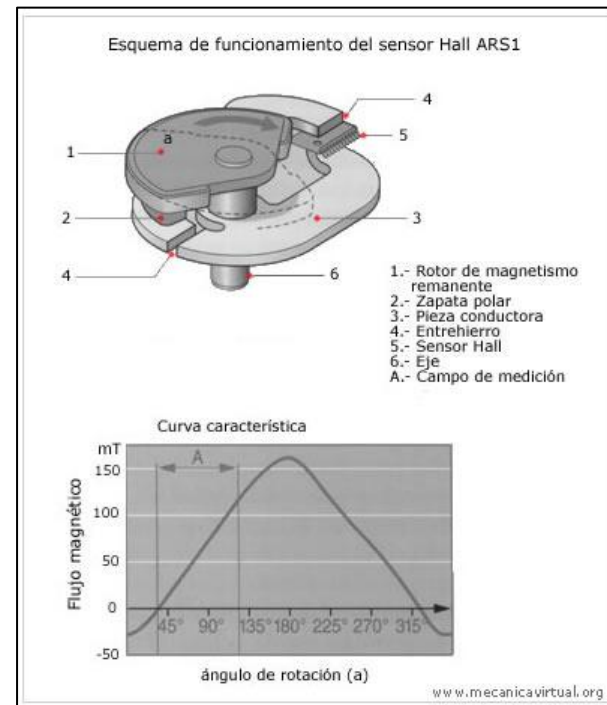 Esquema de funcionamiento del sensor Hall ARS1
4
5
a
1
2
3
4
6
1.- Rotor de magnetismo
remanente
2.- Zapata polar
3.- Pieza conductora
4.- Entrehierro
5.- Sensor Hall
6.- Eje
A.- Campo de medición
Curva característica
mT
A
150
100
50
0
-50
Flujo magnético
45° 90° 135° 180° 225° 270° 315°
ángulo de rotación (a)
www.mecanicavirtual.org